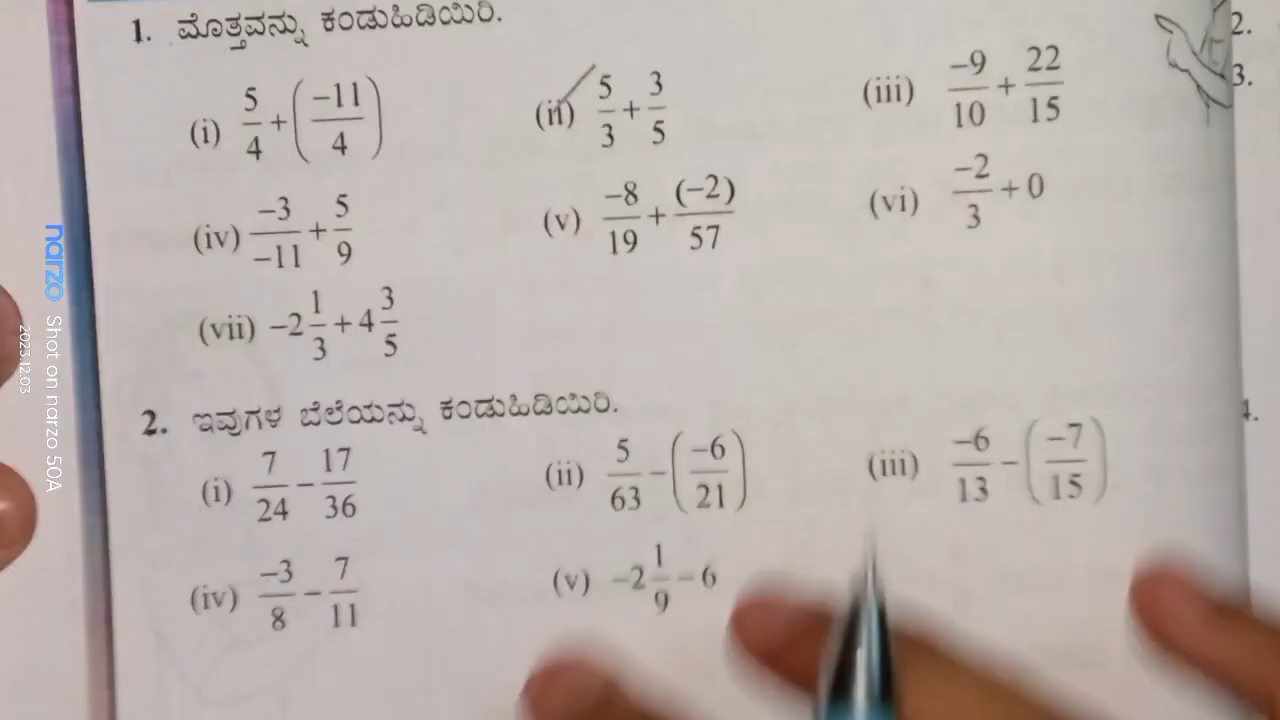 1. ಮೊತ್ತವನ್ನು ಕಂಡುಹಿಡಿಯಿರಿ.
(i) 5/4 + (-11/4) (ii) 5/3 + 3/5 (iii) -9/10 + 22/15
(iv) -3/-11 + 5/9 (v) -8/19 + (-2)/57 (vi) -2/3 + 0
(vii) -2 1/3 + 4 3/5
2. ಇವುಗಳ ಬೆಲೆಯನ್ನು ಕಂಡುಹಿಡಿಯಿರಿ.
(i) 7/24 - 17/36 (ii) 5/63 - (-6/21) (iii) -6/13 - (-7/15)
(iv) -3/8 - 7/11 (v) -2 1/9 - 6
2.
3.
4.
narzo Shot on narzo 50A
2023.12.03